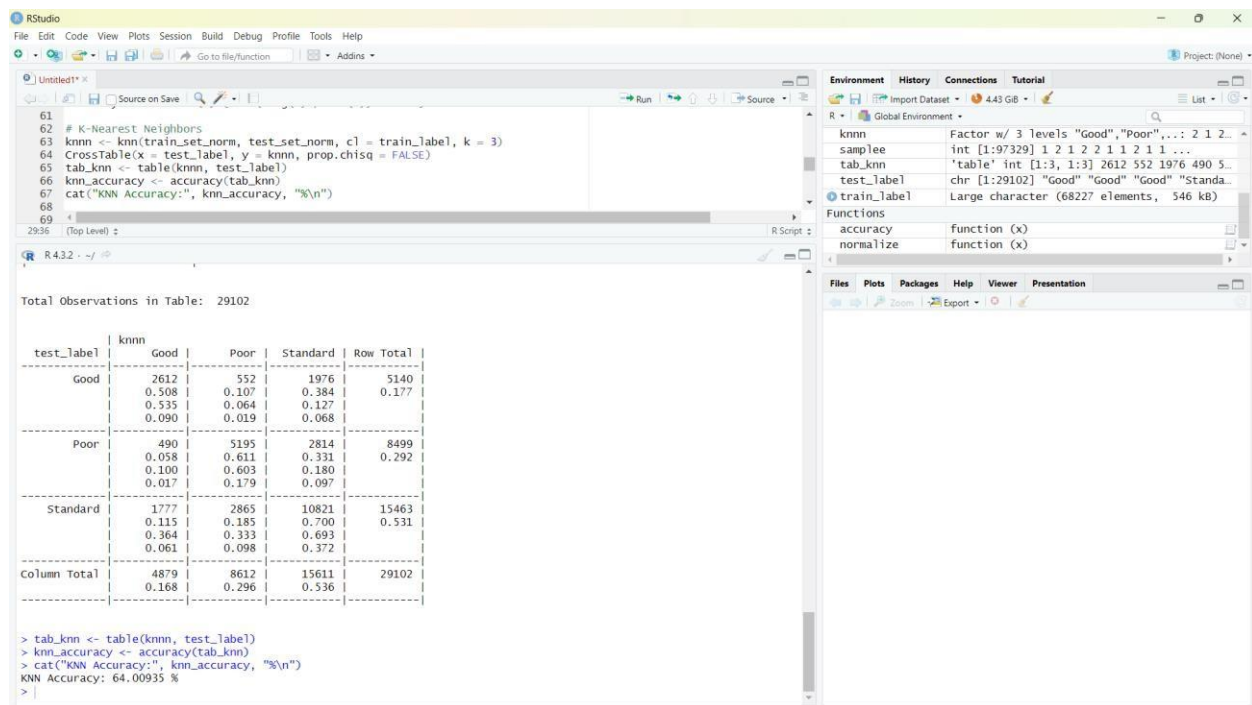 RStudio
File Edit Code View Plots Session Build Debug Profile Tools Help
Go to file/function Addins Project: (None)
Untitled1*
Source on Save Run Source
61
62 # K-Nearest Neighbors
63 knnn <- knn(train_set_norm, test_set_norm, cl = train_label, k = 3)
64 CrossTable(x = test_label, y = knnn, prop.chisq = FALSE)
65 tab_knn <- table(knnn, test_label)
66 knn_accuracy <- accuracy(tab_knn)
67 cat("KNN Accuracy:", knn_accuracy, "%\n")
68
69
29:36 (Top Level) R Script
R 4.3.2 · ~/
Total Observations in Table: 29102
| knnn
test_label | Good | Poor | Standard | Row Total |
-------------|-----------|-----------|-----------|-----------|
Good | 2612 | 552 | 1976 | 5140 |
| 0.508 | 0.107 | 0.384 | 0.177 |
| 0.535 | 0.064 | 0.127 | |
| 0.090 | 0.019 | 0.068 | |
-------------|-----------|-----------|-----------|-----------|
Poor | 490 | 5195 | 2814 | 8499 |
| 0.058 | 0.611 | 0.331 | 0.292 |
| 0.100 | 0.603 | 0.180 | |
| 0.017 | 0.179 | 0.097 | |
-------------|-----------|-----------|-----------|-----------|
Standard | 1777 | 2865 | 10821 | 15463 |
| 0.115 | 0.185 | 0.700 | 0.531 |
| 0.364 | 0.333 | 0.693 | |
| 0.061 | 0.098 | 0.372 | |
-------------|-----------|-----------|-----------|-----------|
Column Total | 4879 | 8612 | 15611 | 29102 |
| 0.168 | 0.296 | 0.536 | |
-------------|-----------|-----------|-----------|-----------|
> tab_knn <- table(knnn, test_label)
> knn_accuracy <- accuracy(tab_knn)
> cat("KNN Accuracy:", knn_accuracy, "%\n")
KNN Accuracy: 64.00935 %
>
Environment History Connections Tutorial
Import Dataset 4.43 GiB List
R Global Environment
knnn Factor w/ 3 levels "Good","Poor",..: 2 1 2…
samplee int [1:97329] 1 2 1 2 2 1 1 2 1 1 ...
tab_knn 'table' int [1:3, 1:3] 2612 552 1976 490 5…
test_label chr [1:29102] "Good" "Good" "Good" "Standa…
train_label Large character (68227 elements, 546 kB)
Functions
accuracy function (x)
normalize function (x)
Files Plots Packages Help Viewer Presentation
Zoom Export